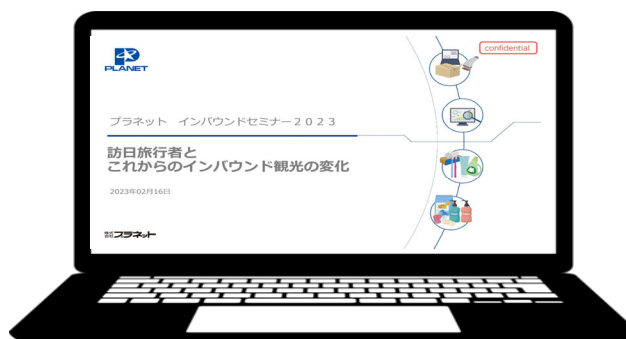 PLANET
confidential
プラネット インバウンドセミナー2023
訪日旅行者と
これからのインバウンド観光の変化
2023年02月16日
株式会社プラネット